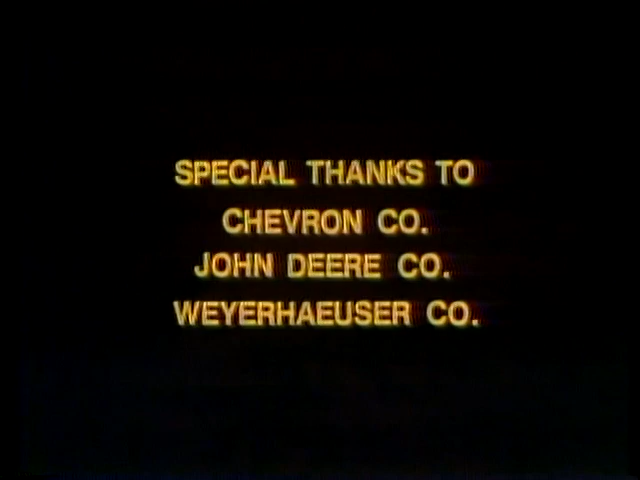 SPECIAL THANKS TO
CHEVRON CO.
JOHN DEERE CO.
WEYERHAEUSER CO.